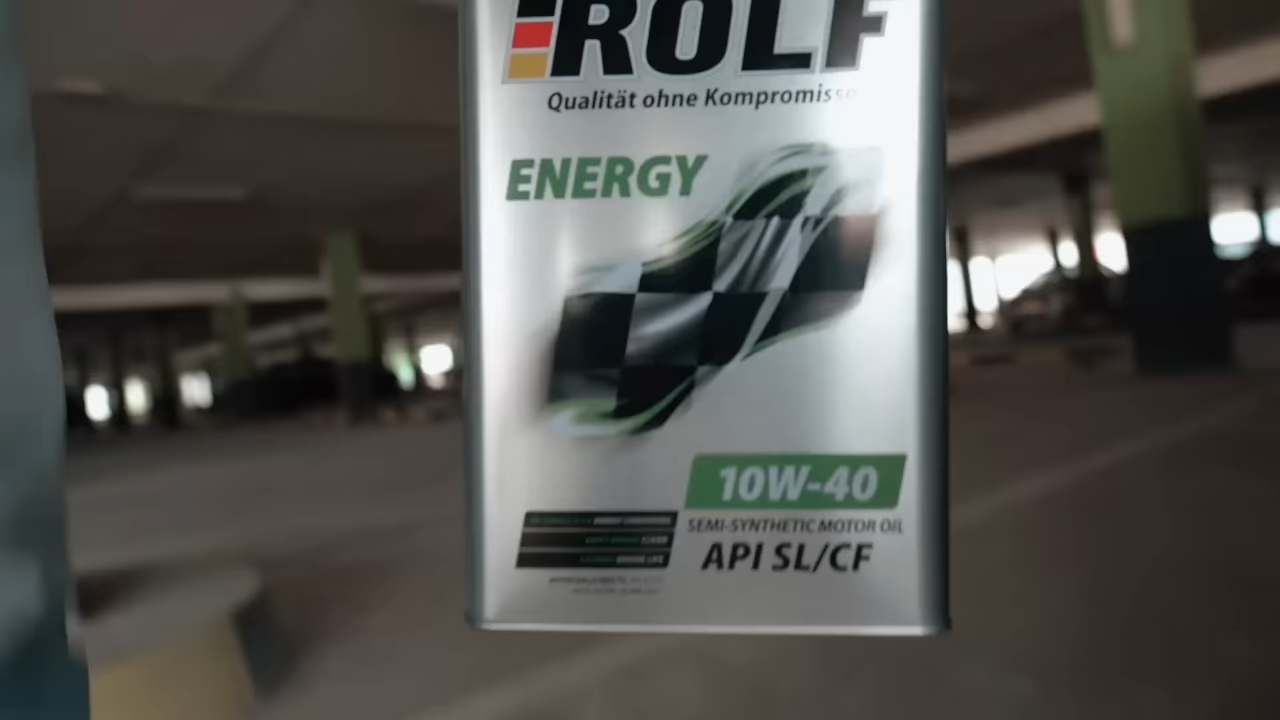 ROLF
Qualität ohne Kompromisse
ENERGY
10W-40
SEMI-SYNTHETIC MOTOR OIL
API SL/CF